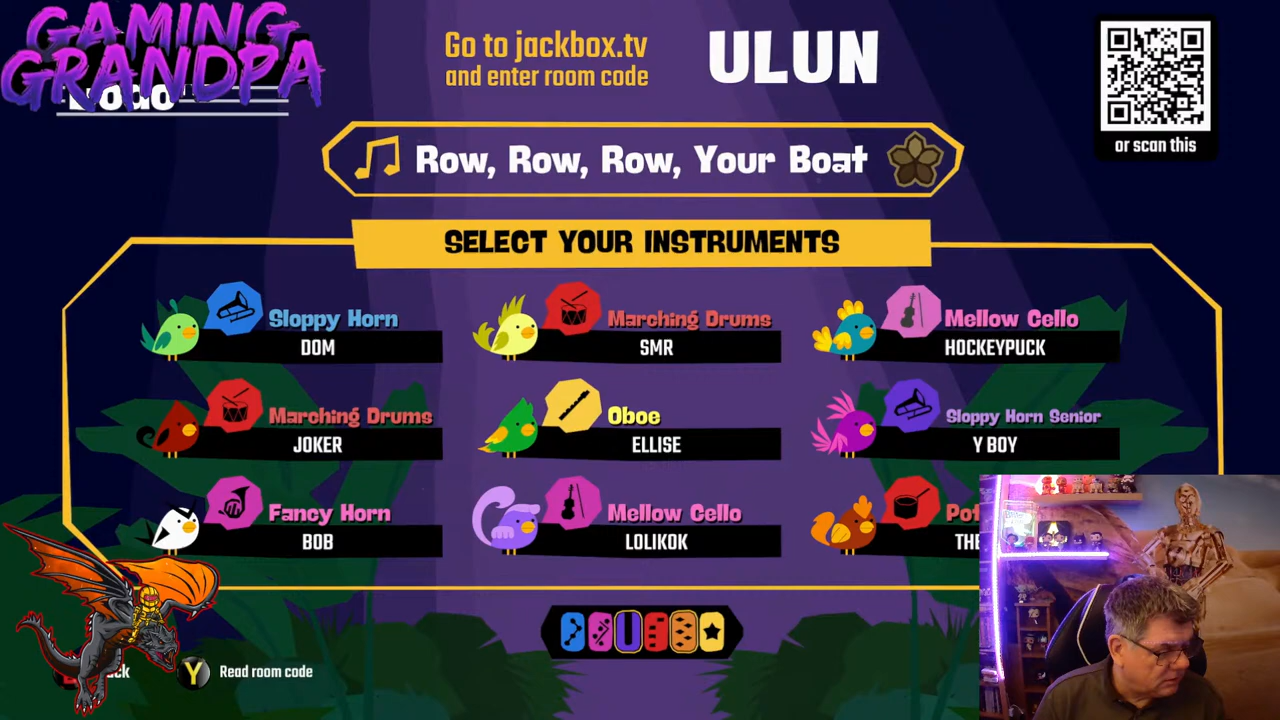 GAMING
GRANDPA
Go to jackbox.tv
and enter room code
ULUN
or scan this
Row, Row, Row, Your Boat
SELECT YOUR INSTRUMENTS
Sloppy Horn
DOM
Marching Drums
SMR
Mellow Cello
HOCKEYPUCK
Marching Drums
JOKER
Oboe
ELLISE
Sloppy Horn Senior
Y BOY
Fancy Horn
BOB
Mellow Cello
LOLIKOK
Y Read room code